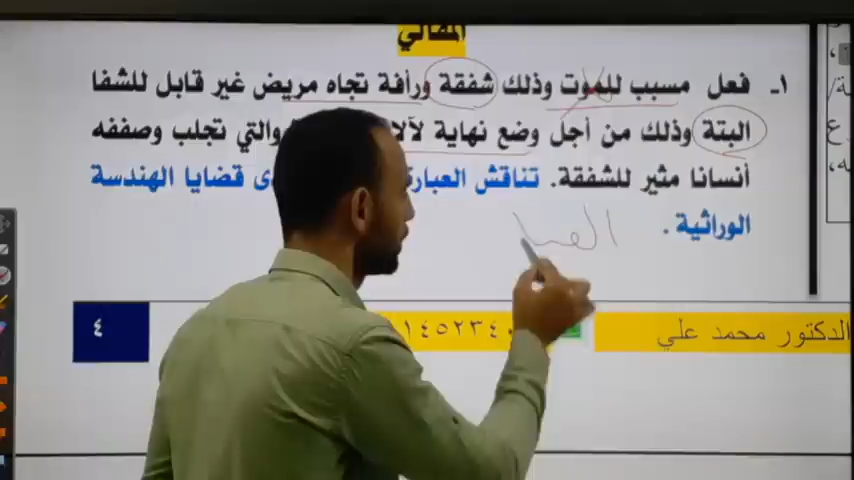 المقالي
١- فعل مسبب للموت وذلك شفقة ورأفة تجاه مريض غير قابل للشفا
البتة وذلك من أجل وضع نهاية والتي تجلب وصففه
أنسانا مثير للشفقة. تناقش العبارة قضايا الهندسة
الوراثية .
٤
الدكتور محمد علي